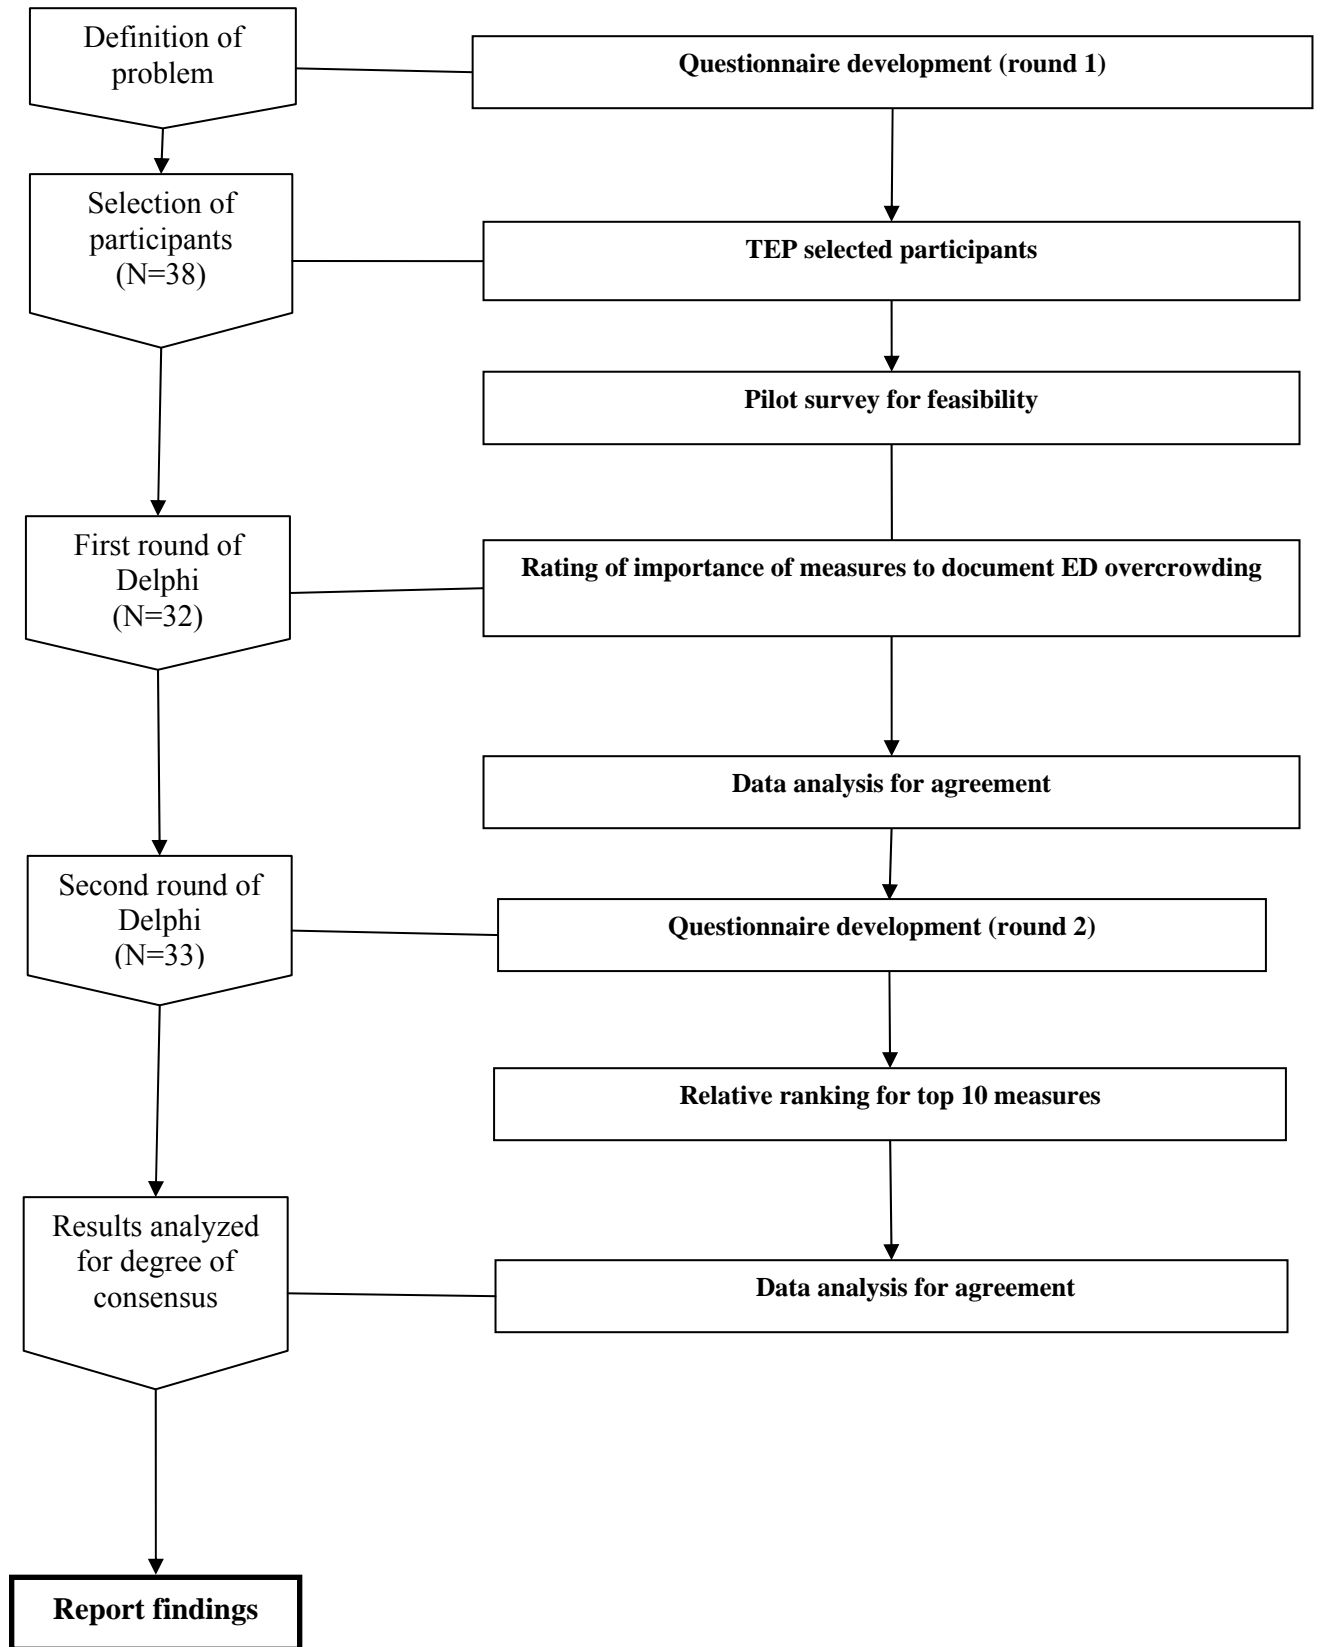 Definition of
problem
Questionnaire development (round 1)
Selection of
participants
(N=38)
TEP selected participants
Pilot survey for feasibility
First round of
Delphi
(N=32)
Rating of importance of measures to document ED overcrowding
Data analysis for agreement
Second round of
Delphi
(N=33)
Questionnaire development (round 2)
Relative ranking for top 10 measures
Results analyzed
for degree of
consensus
Data analysis for agreement
Report findings